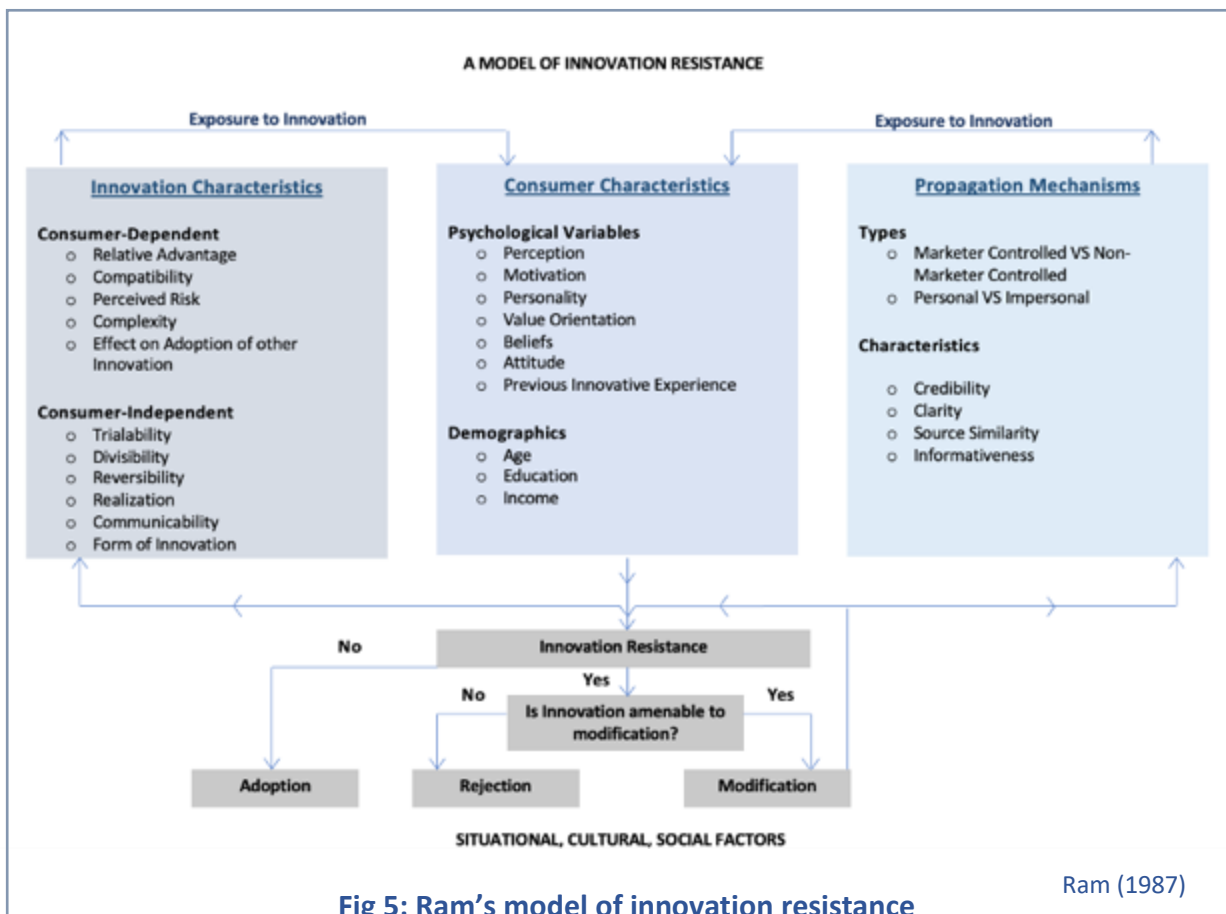 A MODEL OF INNOVATION RESISTANCE
Exposure to Innovation
Exposure to Innovation
Innovation Characteristics
Consumer-Dependent
o Relative Advantage
o Compatibility
o Perceived Risk
o Complexity
o Effect on Adoption of other
Innovation
Consumer-Independent
o Trialability
o Divisibility
o Reversibility
o Realization
o Communicability
o Form of Innovation
Consumer Characteristics
Psychological Variables
o Perception
o Motivation
o Personality
o Value Orientation
o Beliefs
o Attitude
o Previous Innovative Experience
Demographics
o Age
o Education
o Income
Propagation Mechanisms
Types
o Marketer Controlled VS Non-
Marketer Controlled
o Personal VS Impersonal
Characteristics
o Credibility
o Clarity
o Source Similarity
o Informativeness
No
Innovation Resistance
Yes
No
Is Innovation amenable to
modification?
Yes
Adoption
Rejection
Modification
SITUATIONAL, CULTURAL, SOCIAL FACTORS
Ram (1987)
Fig 5: Ram's model of innovation resistance